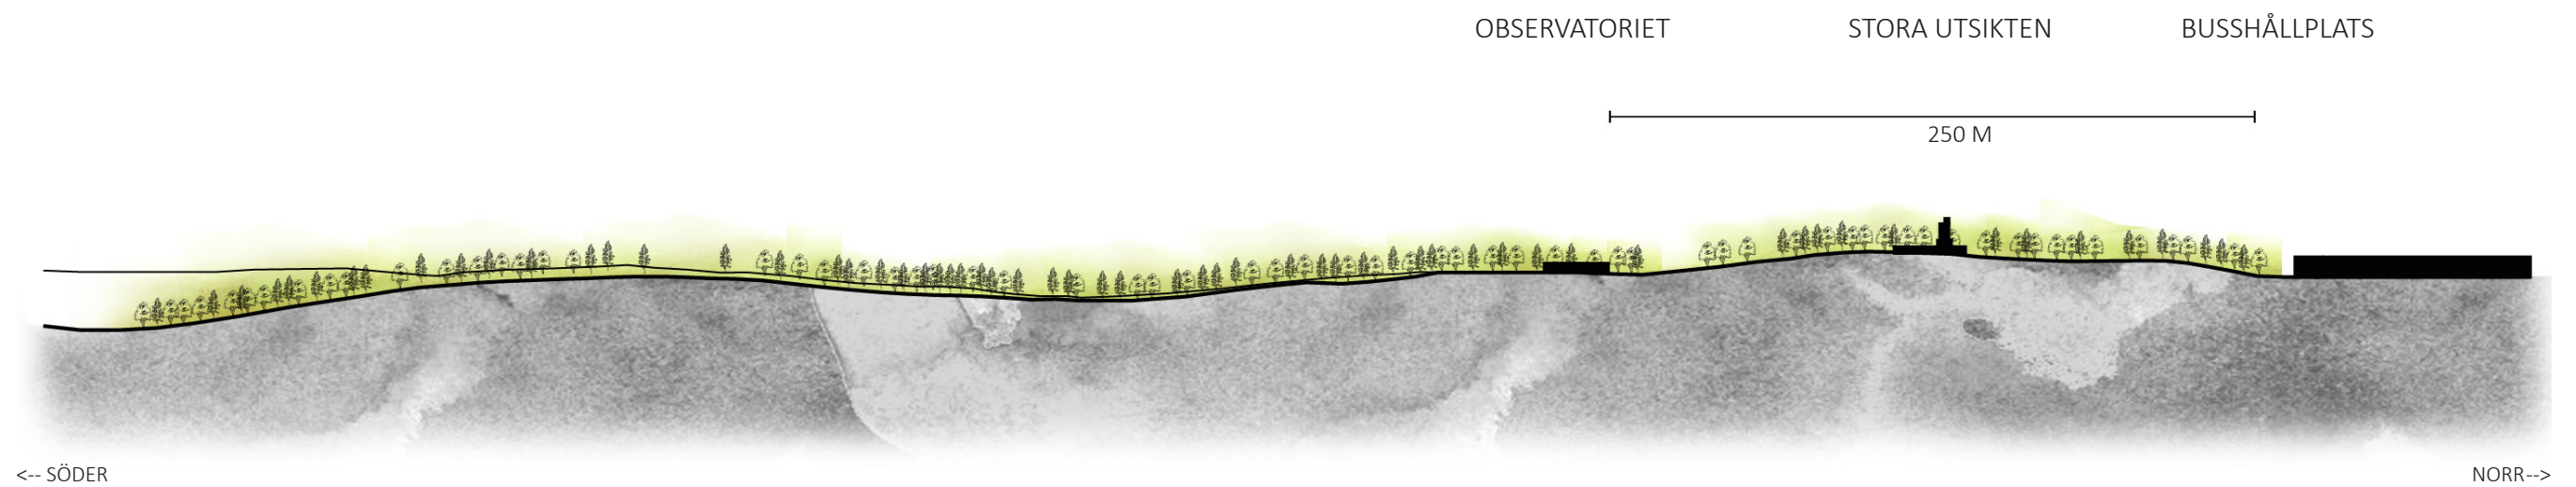 OBSERVATORIET
STORA UTSIKTEN
BUSSHÅLLPLATS
250 M
<-- SÖDER
NORR-->